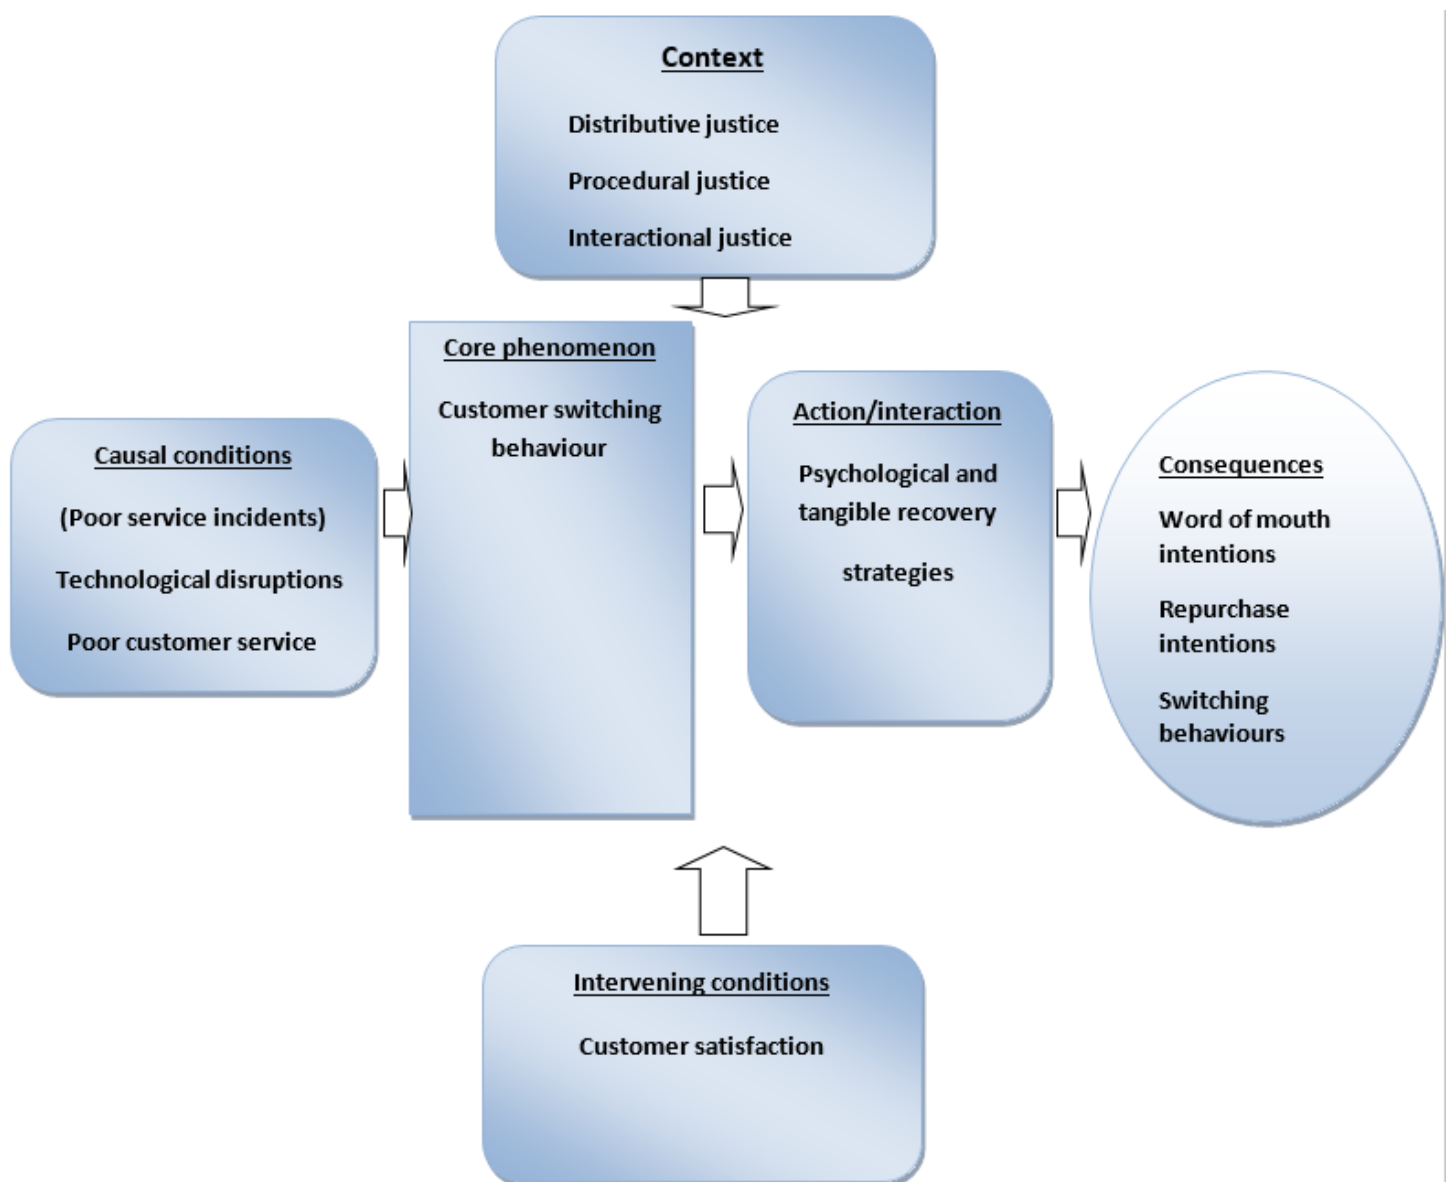 Context
Distributive justice
Procedural justice
Interactional justice
Core phenomenon
Customer switching
behaviour
Causal conditions
(Poor service incidents)
Technological disruptions
Poor customer service
Action/interaction
Psychological and
tangible recovery
strategies
Consequences
Word of mouth
intentions
Repurchase
intentions
Switching
behaviours
Intervening conditions
Customer satisfaction